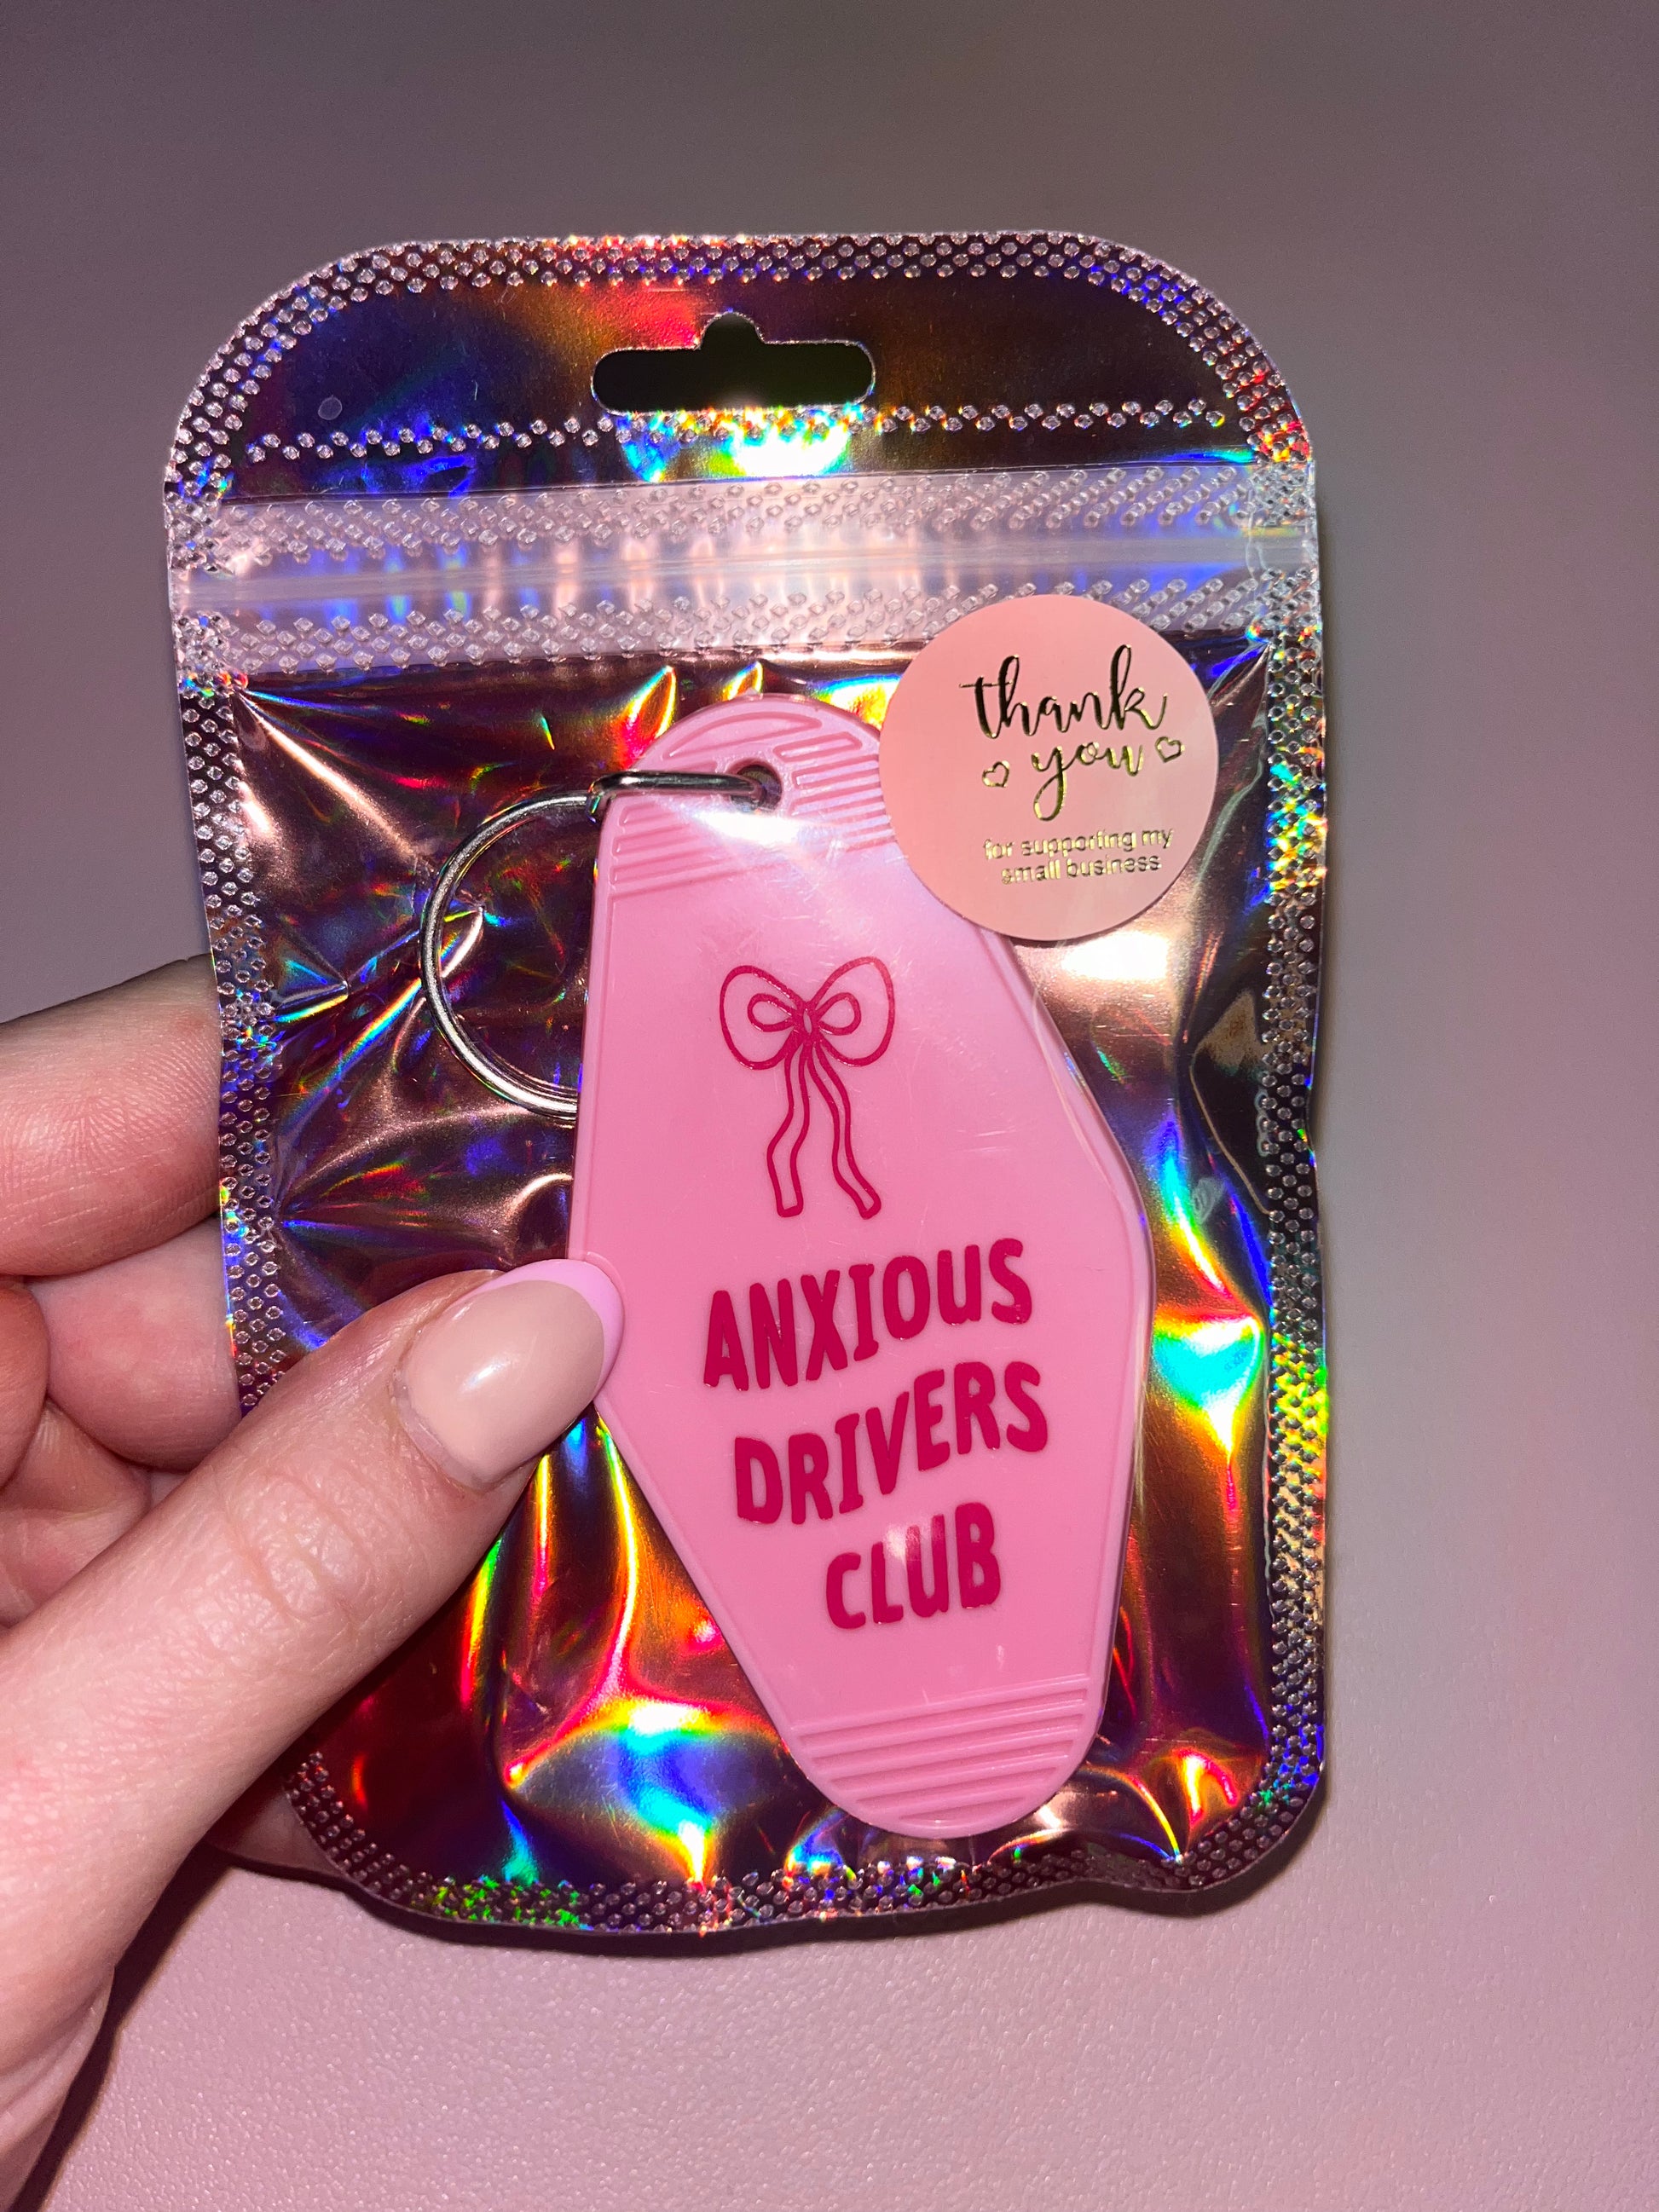 thank
you
for supporting my
small business
ANXIOUS
DRIVERS
CLUB